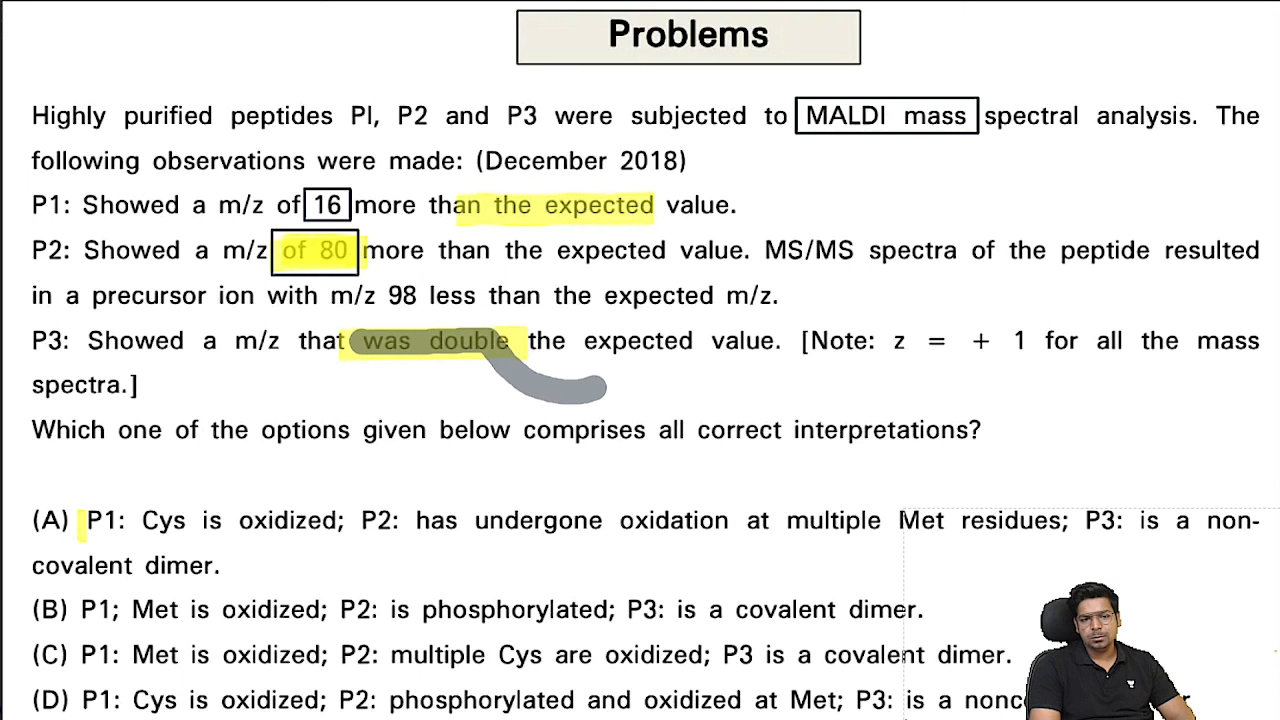 Problems
Highly purified peptides Pl, P2 and P3 were subjected to MALDI mass spectral analysis. The
following observations were made: (December 2018)
P1: Showed a m/z of 16 more than the expected value.
P2: Showed a m/z of 80 more than the expected value. MS/MS spectra of the peptide resulted
in a precursor ion with m/z 98 less than the expected m/z.
P3: Showed a m/z that was double the expected value. [Note: z = + 1 for all the mass
spectra.]
Which one of the options given below comprises all correct interpretations?
(A) P1: Cys is oxidized; P2: has undergone oxidation at multiple Met residues; P3: is a non-
covalent dimer.
(B) P1; Met is oxidized; P2: is phosphorylated; P3: is a covalent dimer.
(C) P1: Met is oxidized; P2: multiple Cys are oxidized; P3 is a covalent dimer.
(D) P1: Cys is oxidized; P2: phosphorylated and oxidized at Met; P3: is a